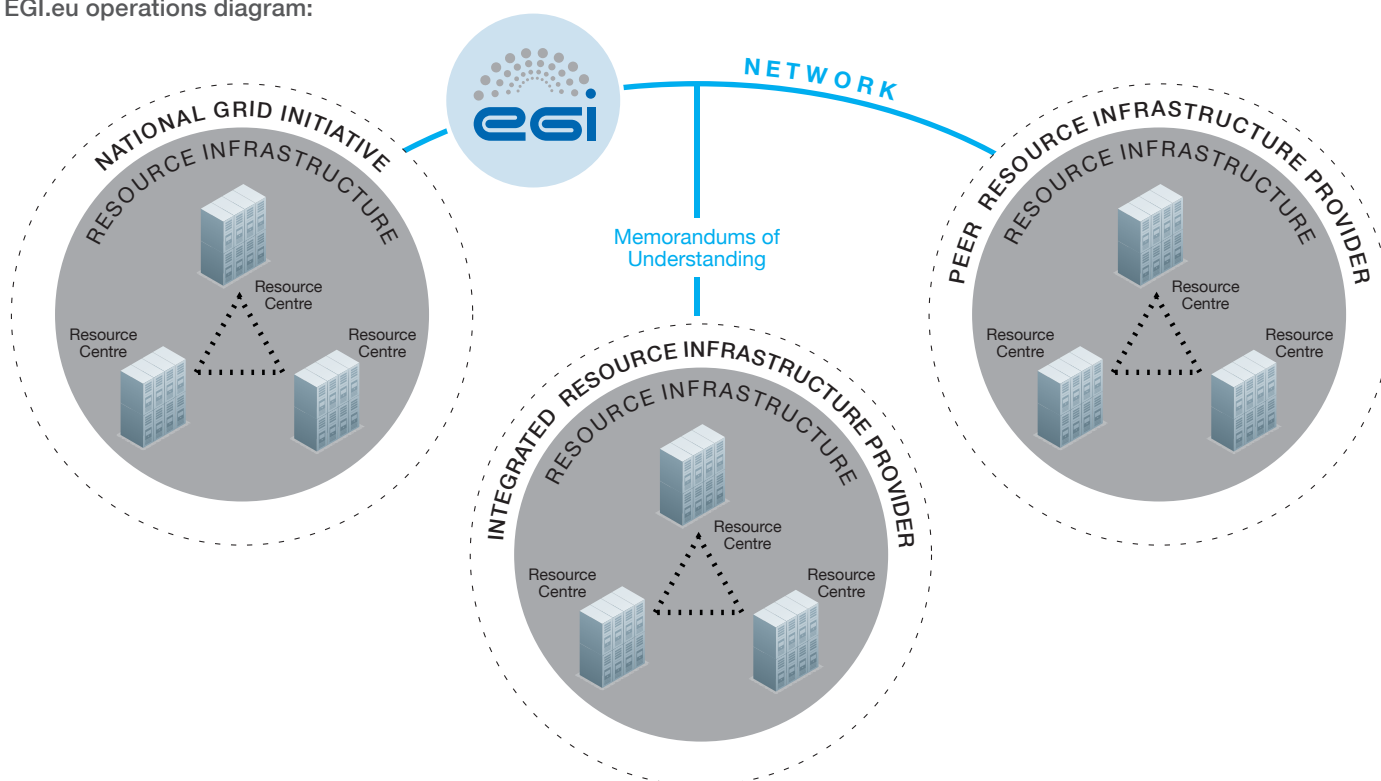 EGI.eu operations diagram:
egi
NETWORK
NATIONAL GRID INITIATIVE
RESOURCE INFRASTRUCTURE
Resource
Centre
Resource
Centre
Resource
Centre
Memorandums of
Understanding
PEER RESOURCE INFRASTRUCTURE PROVIDER
RESOURCE INFRASTRUCTURE
Resource
Centre
Resource
Centre
Resource
Centre
INTEGRATED RESOURCE INFRASTRUCTURE PROVIDER
RESOURCE INFRASTRUCTURE
Resource
Centre
Resource
Centre
Resource
Centre